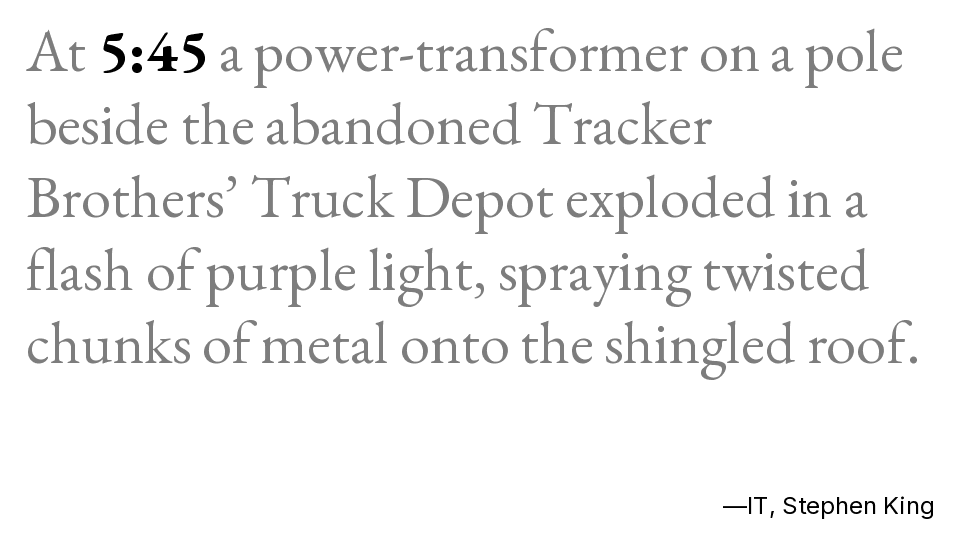 At 5:45 a power-transformer on a pole
beside the abandoned Tracker
Brothers’ Truck Depot exploded in a
flash of purple light, spraying twisted
chunks of metal onto the shingled roof.
—IT, Stephen King